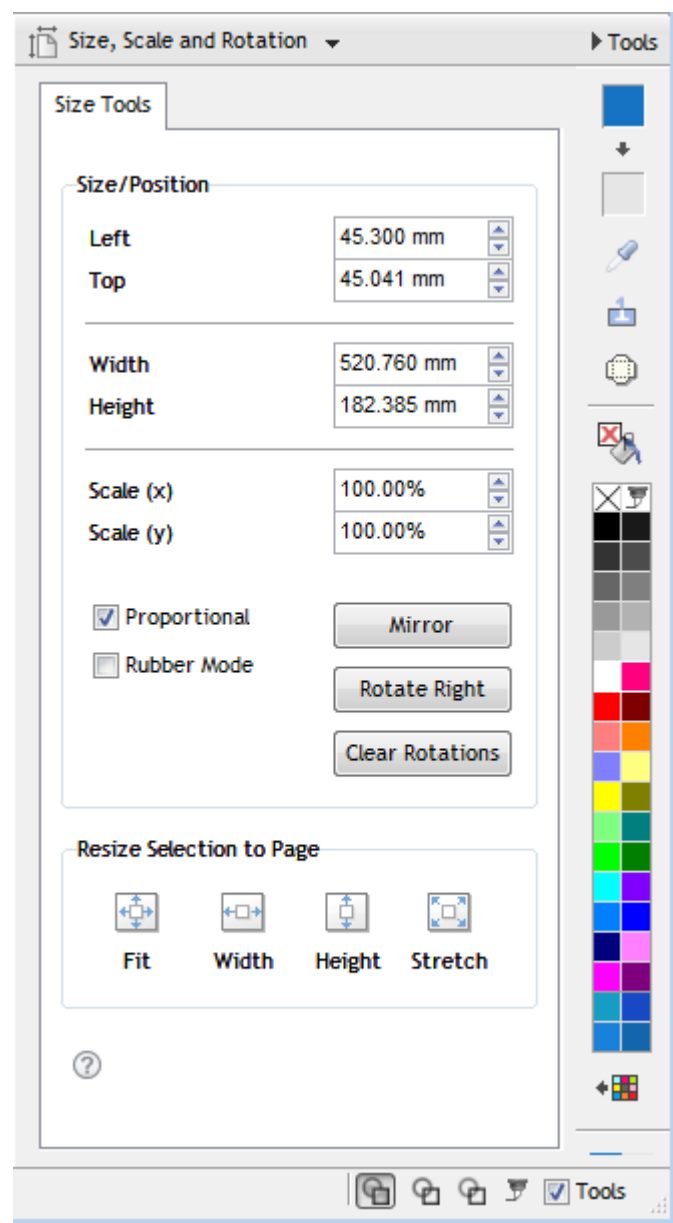 Size, Scale and Rotation
Tools
Size Tools
Size/Position
Left 45.300 mm
Top 45.041 mm
Width 520.760 mm
Height 182.385 mm
Scale (x) 100.00%
Scale (y) 100.00%
Proportional Mirror
Rubber Mode Rotate Right
Clear Rotations
Resize Selection to Page
Fit Width Height Stretch
?
1
Tools